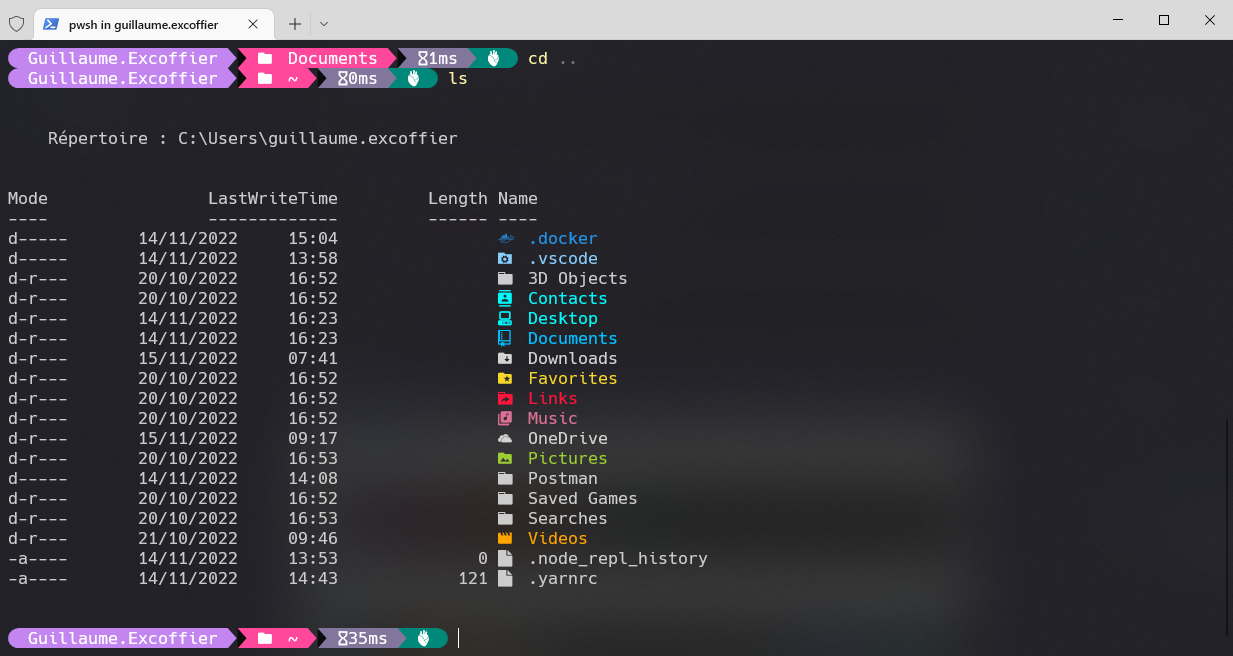 pwsh in guillaume.excoffier
Guillaume.Excoffier Documents 1ms cd ..
Guillaume.Excoffier ~ 0ms ls
Répertoire : C:\Users\guillaume.excoffier
Mode LastWriteTime Length Name
---- ------------- ------ ----
d----- 14/11/2022 15:04 .docker
d----- 14/11/2022 13:58 .vscode
d-r--- 20/10/2022 16:52 3D Objects
d-r--- 20/10/2022 16:52 Contacts
d-r--- 14/11/2022 16:23 Desktop
d-r--- 14/11/2022 16:23 Documents
d-r--- 15/11/2022 07:41 Downloads
d-r--- 20/10/2022 16:52 Favorites
d-r--- 20/10/2022 16:52 Links
d-r--- 20/10/2022 16:52 Music
d-r--- 15/11/2022 09:17 OneDrive
d-r--- 20/10/2022 16:53 Pictures
d----- 14/11/2022 14:08 Postman
d-r--- 20/10/2022 16:52 Saved Games
d-r--- 20/10/2022 16:53 Searches
d-r--- 21/10/2022 09:46 Videos
-a---- 14/11/2022 13:53 0 .node_repl_history
-a---- 14/11/2022 14:43 121 .yarnrc
Guillaume.Excoffier ~ 35ms